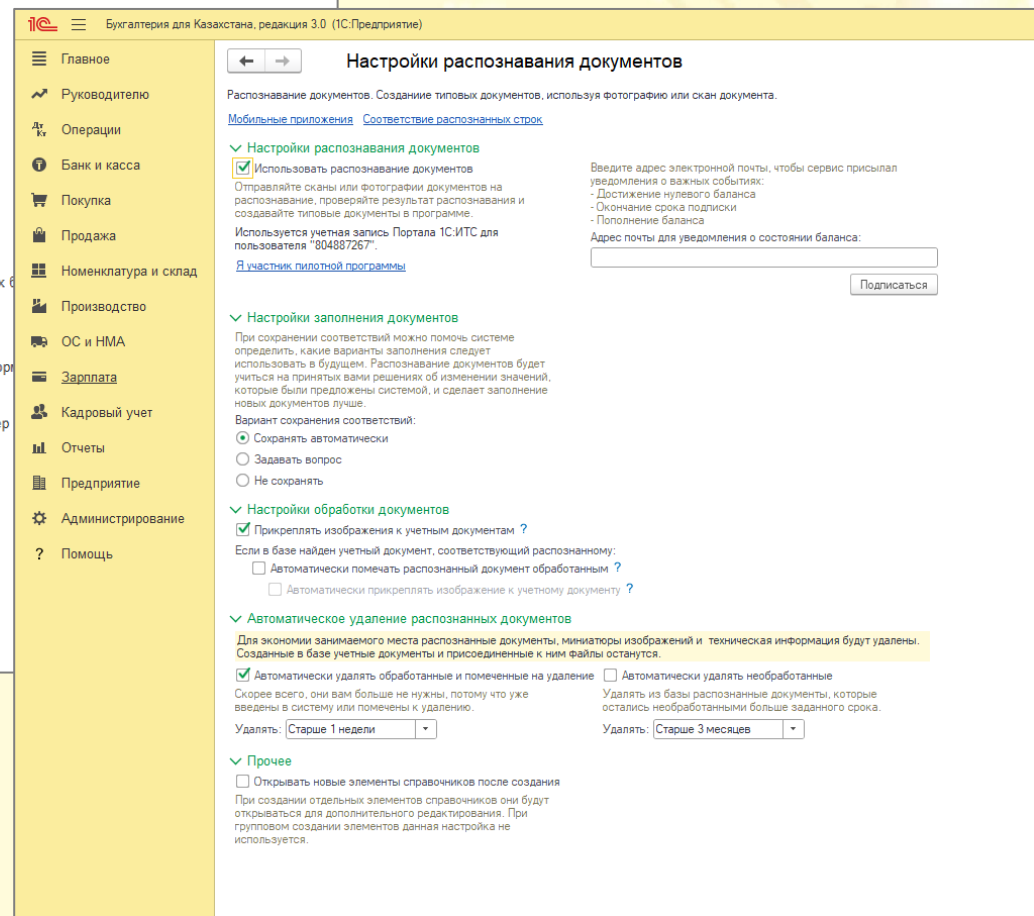 1С Бухгалтерия для Казахстана, редакция 3.0 (1С:Предприятие)
Главное
Руководителю
Дт Кт Операции
Банк и касса
Покупка
Продажа
Номенклатура и склад
Производство
ОС и НМА
Зарплата
Кадровый учет
Отчеты
Предприятие
Администрирование
? Помощь
Настройки распознавания документов
Распознавание документов. Создание типовых документов, используя фотографию или скан документа.
Мобильные приложения Соответствие распознанных строк
Настройки распознавания документов
Использовать распознавание документов
Отправляйте сканы или фотографии документов на
распознавание, проверяйте результат распознавания и
создавайте типовые документы в программе.
Используется учетная запись Портала 1С:ИТС для
пользователя "804887267".
Я участник пилотной программы
Введите адрес электронной почты, чтобы сервис присылал
уведомления о важных событиях:
- Достижение нулевого баланса
- Окончание срока подписки
- Пополнение баланса
Адрес почты для уведомления о состоянии баланса:
Подписаться
Настройки заполнения документов
При сохранении соответствий можно помочь системе
определить, какие варианты заполнения следует
использовать в будущем. Распознавание документов будет
учиться на принятых вами решениях об изменении значений,
которые были предложены системой, и сделает заполнение
новых документов лучше.
Вариант сохранения соответствий:
Сохранять автоматически
Задавать вопрос
Не сохранять
Настройки обработки документов
Прикреплять изображения к учетным документам ?
Если в базе найден учетный документ, соответствующий распознанному:
Автоматически помечать распознанный документ обработанным ?
Автоматически прикреплять изображение к учетному документу ?
Автоматическое удаление распознанных документов
Для экономии занимаемого места распознанные документы, миниатюры изображений и техническая информация будут удалены.
Созданные в базе учетные документы и присоединенные к ним файлы останутся.
Автоматически удалять обработанные и помеченные на удаление
Скорее всего, они вам больше не нужны, потому что уже
введены в систему или помечены к удалению.
Удалять: Старше 1 недели
Автоматически удалять необработанные
Удалять из базы распознанные документы, которые
остались необработанными больше заданного срока.
Удалять: Старше 3 месяцев
Прочее
Открывать новые элементы справочников после создания
При создании отдельных элементов справочников они будут
открываться для дополнительного редактирования. При
групповом создании элементов данная настройка не
используется.